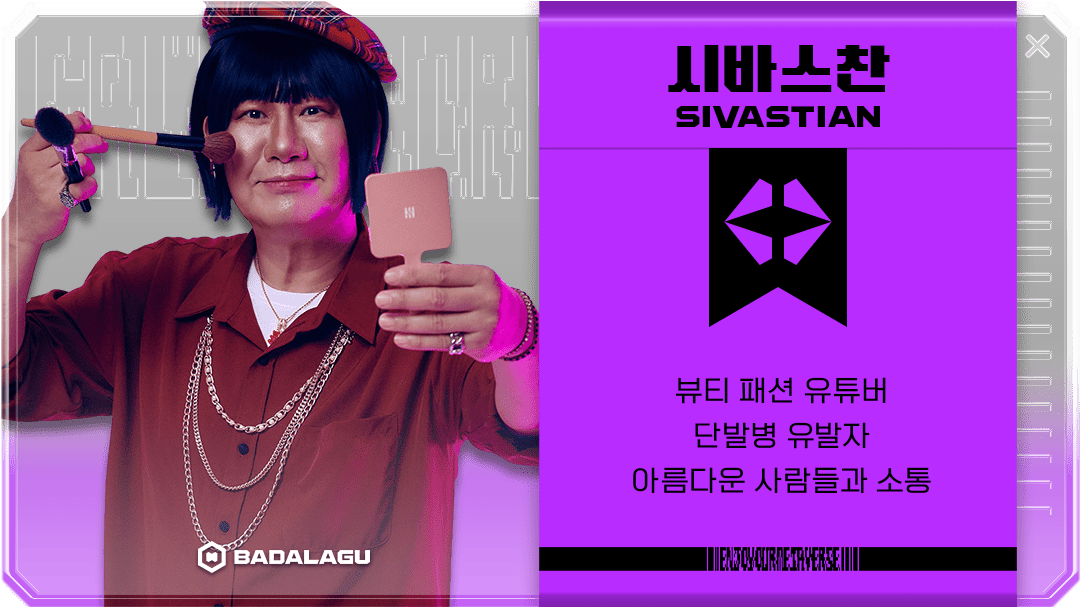 시바스찬
SIVASTIAN
뷰티 패션 유튜버
단발병 유발자
아름다운 사람들과 소통
BADALAGU
ENJOYOURMETAVERSE